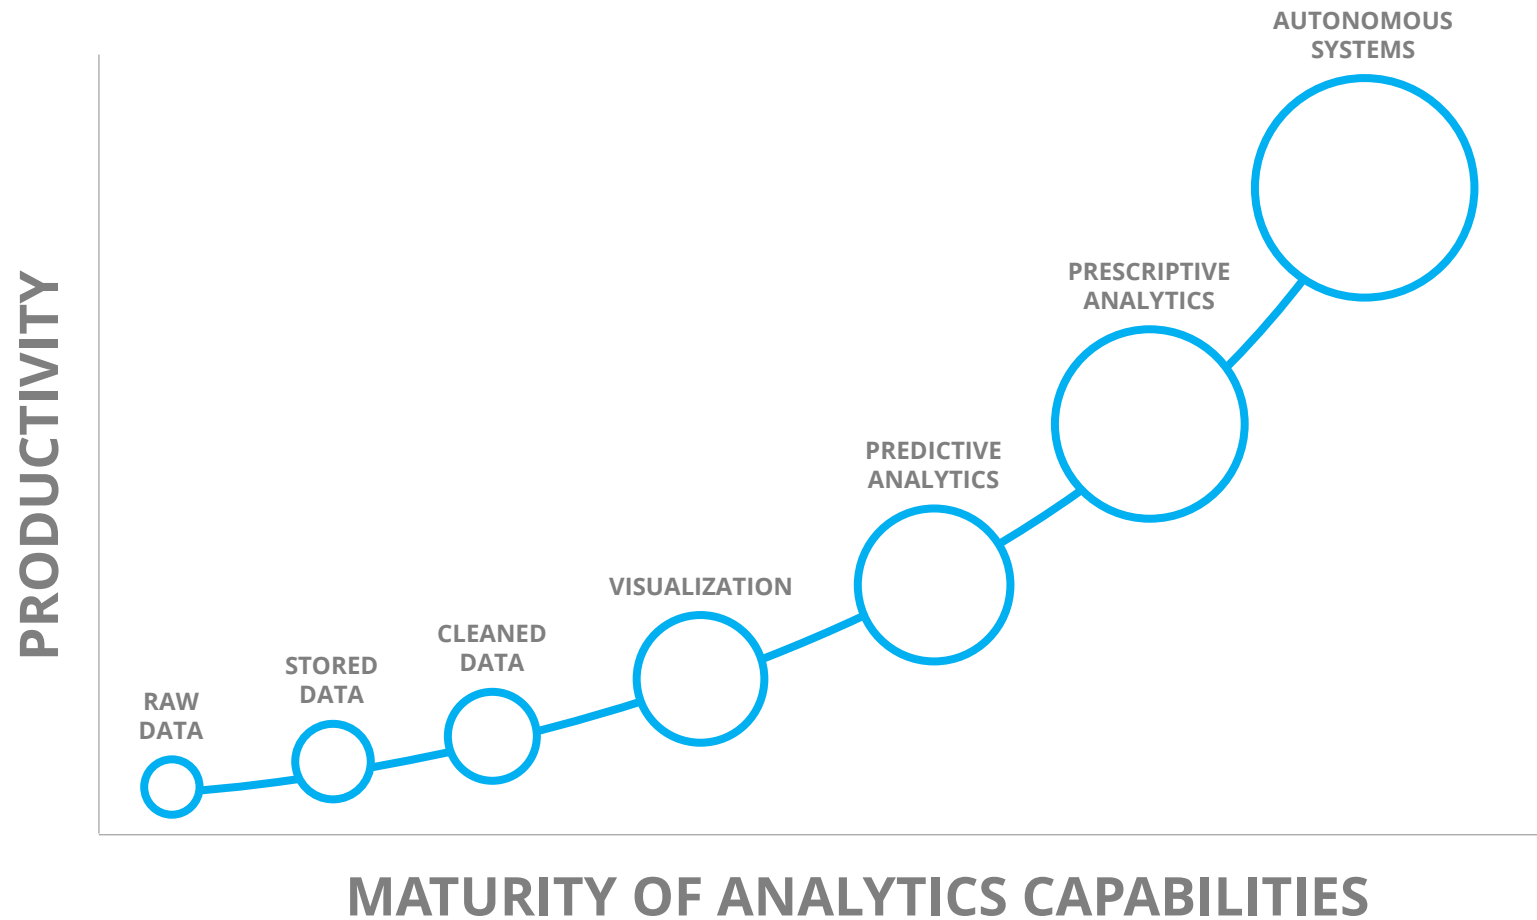 AUTONOMOUS
SYSTEMS
PRESCRIPTIVE
ANALYTICS
PREDICTIVE
ANALYTICS
VISUALIZATION
CLEANED
DATA
STORED
DATA
RAW
DATA
PRODUCTIVITY
MATURITY OF ANALYTICS CAPABILITIES